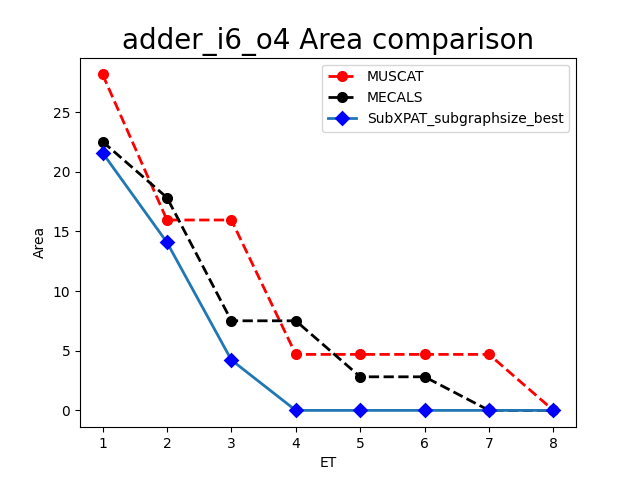 adder_i6_o4 Area comparison
MUSCAT
MECALS
SubXPAT_subgraphsize_best
Area
25
20
15
10
5
0
1 2 3 4 5 6 7 8
ET